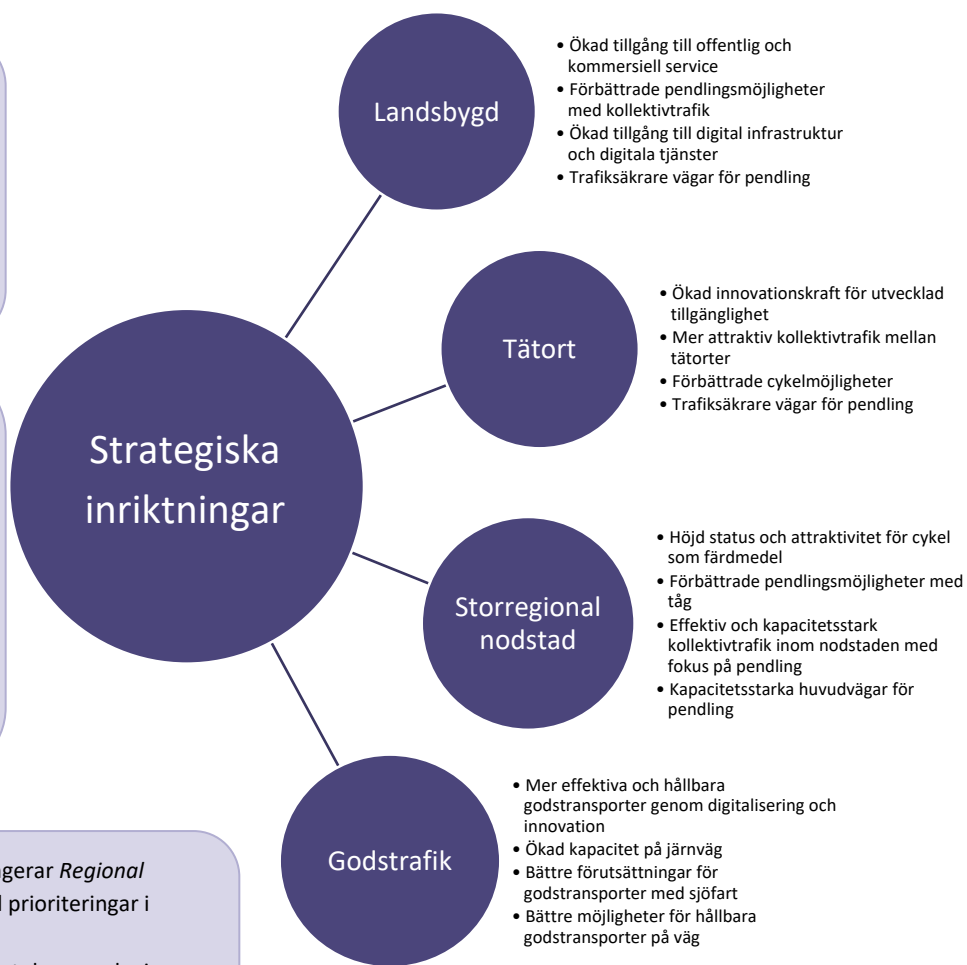 Landsbygd
• Ökad tillgång till offentlig och
kommersiell service
• Förbättrade pendlingsmöjligheter
med kollektivtrafik
• Ökad tillgång till digital infrastruktur
och digitala tjänster
• Trafiksäkrare vägar för pendling
Tätort
• Ökad innovationskraft för utvecklad
tillgänglighet
• Mer attraktiv kollektivtrafik mellan
tätorter
• Förbättrade cykelmöjligheter
• Trafiksäkrare vägar för pendling
Strategiska
inriktningar
Storregional
nodstad
• Höjd status och attraktivitet för cykel
som färdmedel
• Förbättrade pendlingsmöjligheter med
tåg
• Effektiv och kapacitetsstark
kollektivtrafik inom nodstaden med
fokus på pendling
• Kapacitetsstarka huvudvägar för
pendling
Godstrafik
• Mer effektiva och hållbara
godstransporter genom digitalisering och
innovation
• Ökad kapacitet på järnväg
• Bättre förutsättningar för
godstransporter med sjöfart
• Bättre möjligheter för hållbara
godstransporter på väg
gerar Regional
prioriteringar i